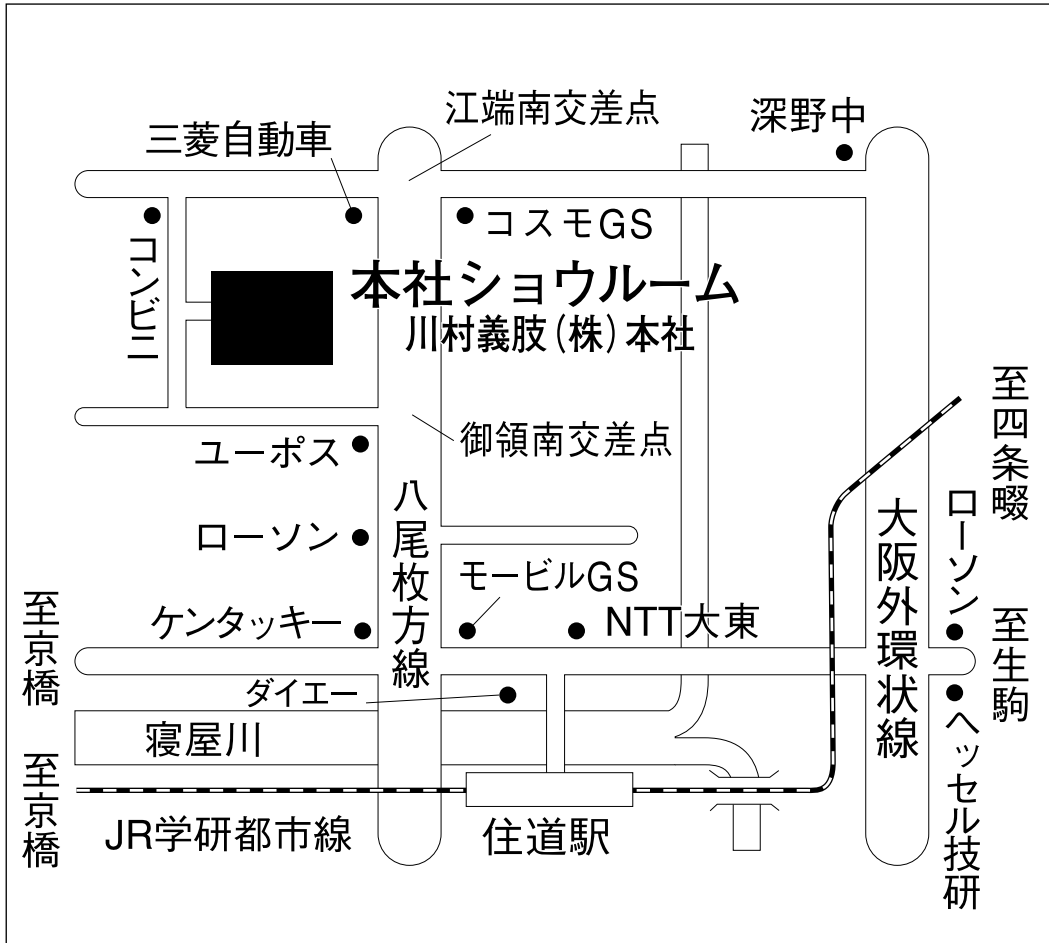 江端南交差点
深野中
三菱自動車
コスモGS
コンビニ
本社ショウルーム
川村義肢(株)本社
至四条畷
御領南交差点
ユーポス
八尾枚方線
大阪外環状線
ローソン
ローソン
モービルGS
至京橋
ケンタッキー
NTT大東
至生駒
ダイエー
ヘッセル技研
寝屋川
至京橋
JR学研都市線
住道駅